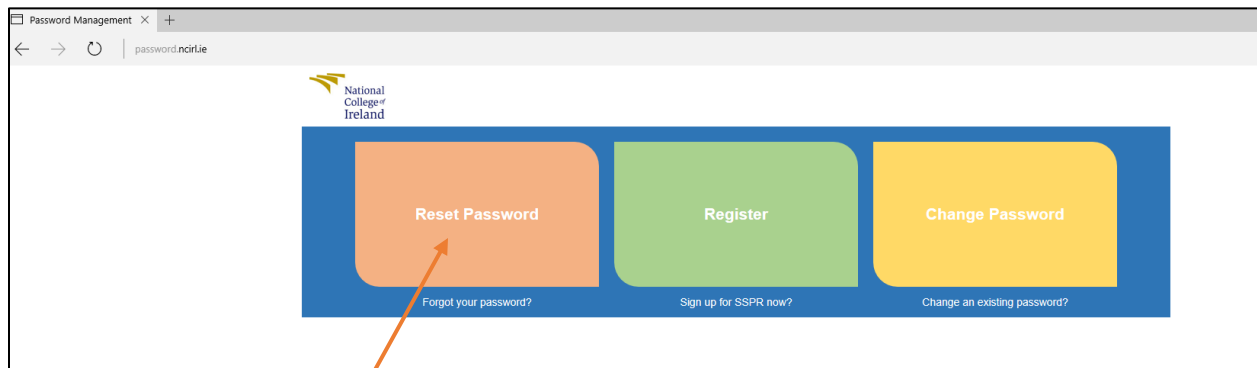 Password Management
password.ncirl.ie
National
College of
Ireland
Reset Password
Register
Change Password
Forgot your password?
Sign up for SSPR now?
Change an existing password?